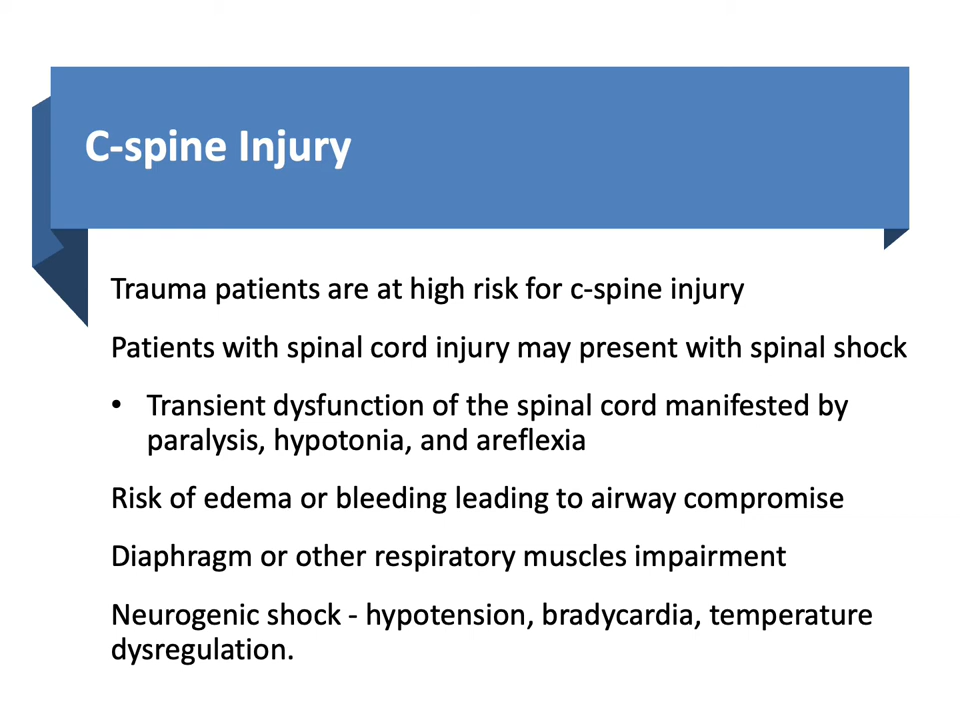 C-spine Injury
Trauma patients are at high risk for c-spine injury
Patients with spinal cord injury may present with spinal shock
• Transient dysfunction of the spinal cord manifested by
paralysis, hypotonia, and areflexia
Risk of edema or bleeding leading to airway compromise
Diaphragm or other respiratory muscles impairment
Neurogenic shock - hypotension, bradycardia, temperature
dysregulation.